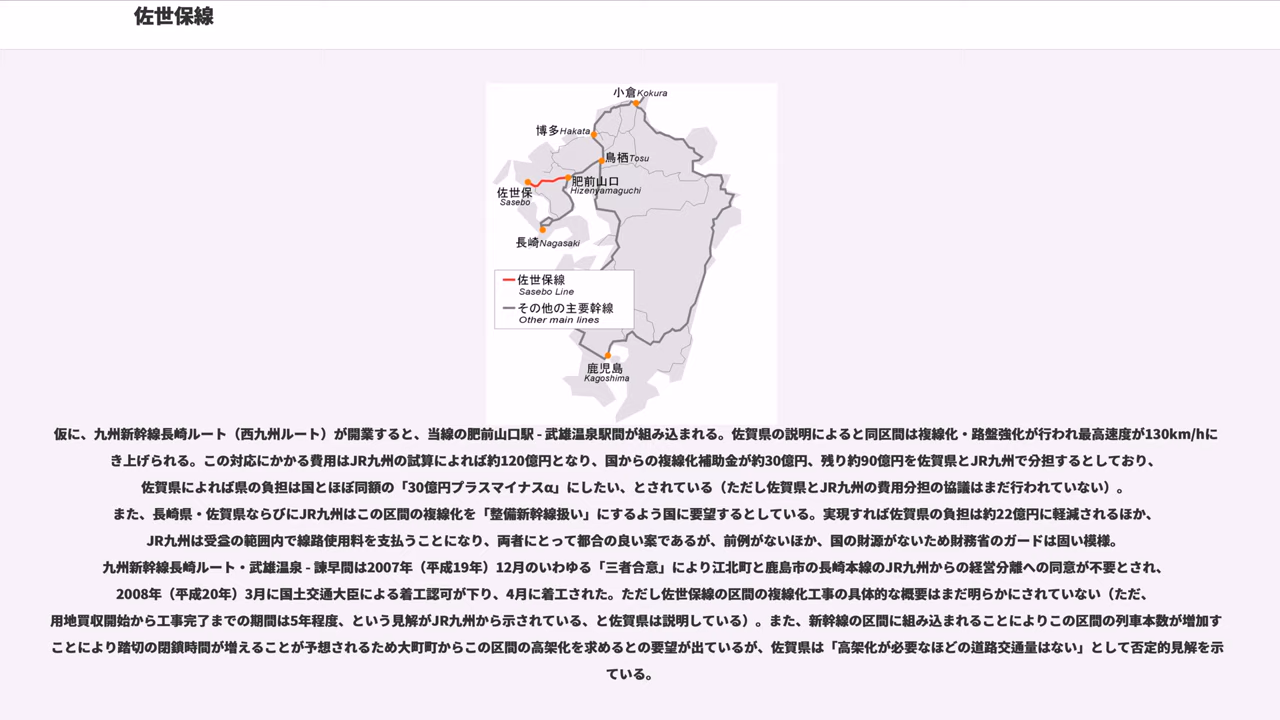 佐世保線
小倉Kokura
博多Hakata
鳥栖Tosu
肥前山口
Hizenyamaguchi
佐世保
Sasebo
長崎Nagasaki
佐世保線
Sasebo Line
その他の主要幹線
Other main lines
鹿児島
Kagoshima
仮に、九州新幹線長崎ルート（西九州ルート）が開業すると、当線の肥前山口駅 - 武雄温泉駅間が組み込まれる。佐賀県の説明によると同区間は複線化・路盤強化が行われ最高速度が130km/hに
き上げられる。この対応にかかる費用はJR九州の試算によれば約120億円となり、国からの複線化補助金が約30億円、残り約90億円を佐賀県とJR九州で分担するとしており、
佐賀県によれば県の負担は国とほぼ同額の「30億円プラスマイナスα」にしたい、とされている（ただし佐賀県とJR九州の費用分担の協議はまだ行われていない）。
また、長崎県・佐賀県ならびにJR九州はこの区間の複線化を「整備新幹線扱い」にするよう国に要望するとしている。実現すれば佐賀県の負担は約22億円に軽減されるほか、
JR九州は受益の範囲内で線路使用料を支払うことになり、両者にとって都合の良い案であるが、前例がないほか、国の財源がないため財務省のガードは固い模様。
九州新幹線長崎ルート・武雄温泉 - 諫早間は2007年（平成19年）12月のいわゆる「三者合意」により江北町と鹿島市の長崎本線のJR九州からの経営分離への同意が不要とされ、
2008年（平成20年）3月に国土交通大臣による着工認可が下り、4月に着工された。ただし佐世保線の区間の複線化工事の具体的な概要はまだ明らかにされていない（ただ、
用地買収開始から工事完了までの期間は5年程度、という見解がJR九州から示されている、と佐賀県は説明している）。また、新幹線の区間に組み込まれることによりこの区間の列車本数が増加す
ことにより踏切の閉鎖時間が増えることが予想されるため大町町からこの区間の高架化を求めるとの要望が出ているが、佐賀県は「高架化が必要なほどの道路交通量はない」として否定的見解を示
ている。